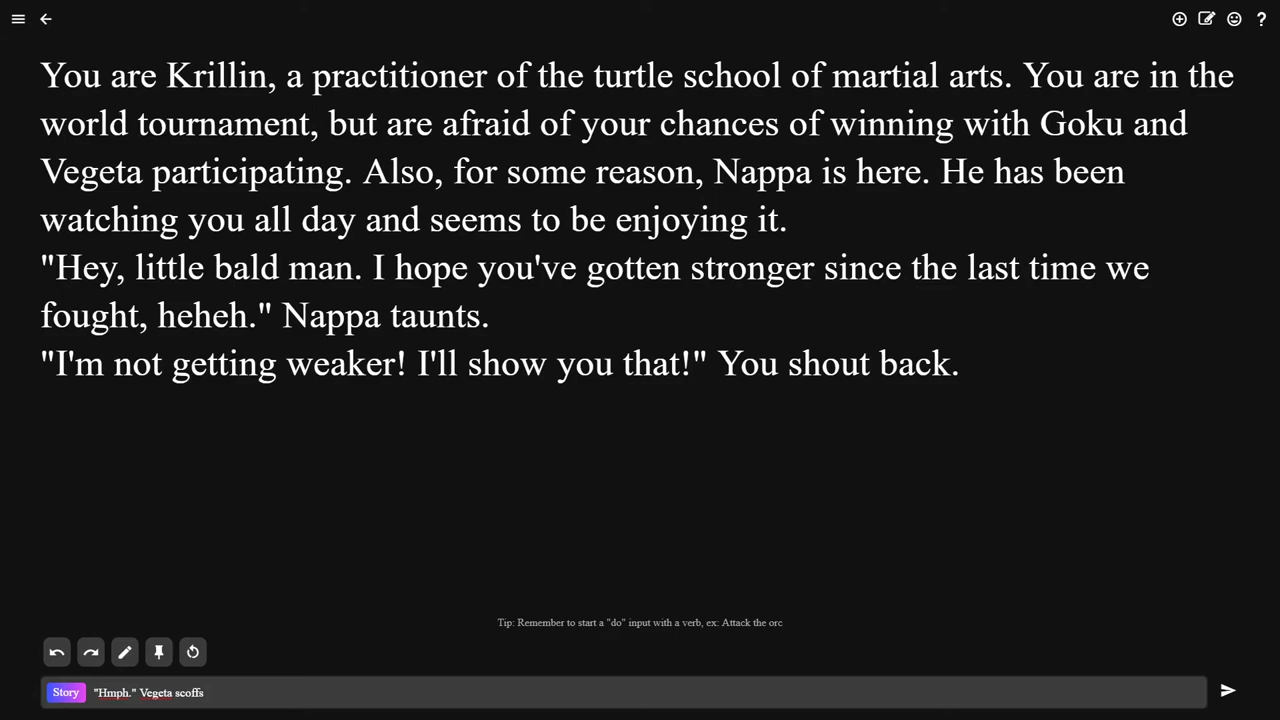 ?
You are Krillin, a practitioner of the turtle school of martial arts. You are in the
world tournament, but are afraid of your chances of winning with Goku and
Vegeta participating. Also, for some reason, Nappa is here. He has been
watching you all day and seems to be enjoying it.
"Hey, little bald man. I hope you've gotten stronger since the last time we
fought, heheh." Nappa taunts.
"I'm not getting weaker! I'll show you that!" You shout back.
Tip: Remember to start a "do" input with a verb, ex: Attack the orc
Story "Hmph." Vegeta scoffs